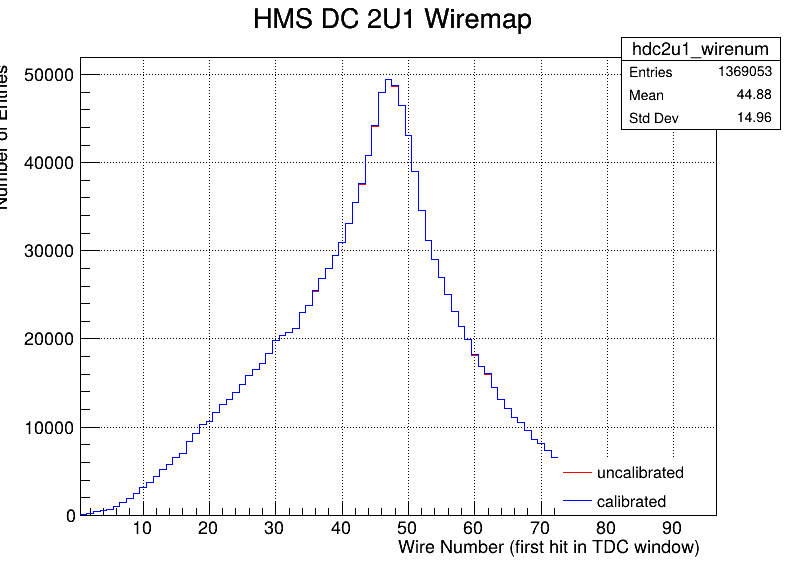 HMS DC 2U1 Wiremap
hdc2u1_wirenum
Entries 1369053
Mean 44.88
Std Dev 14.96
Number of Entries
50000
40000
30000
20000
10000
0
10 20 30 40 50 60 70 80 90
uncalibrated
calibrated
Wire Number (first hit in TDC window)